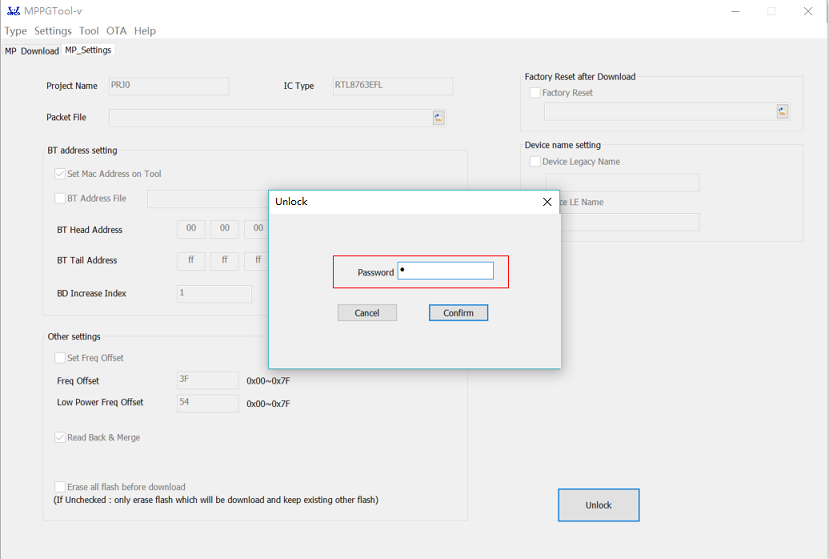 MPPGTool-v
Type Settings Tool OTA Help
MP Download MP_Settings
Project Name PRJ0 IC Type RTL8763EFL
Packet File
BT address setting
Set Mac Address on Tool
BT Address File
BT Head Address 00 00 00
BT Tail Address ff ff ff
BD Increase Index 1
Other settings
Set Freq Offset
Freq Offset 3F 0x00~0x7F
Low Power Freq Offset 54 0x00~0x7F
Read Back & Merge
Erase all flash before download
(If Unchecked : only erase flash which will be download and keep existing other flash)
Factory Reset after Download
Factory Reset
Device name setting
Device Legacy Name
LE Name
Unlock
Password
Cancel Confirm
Unlock